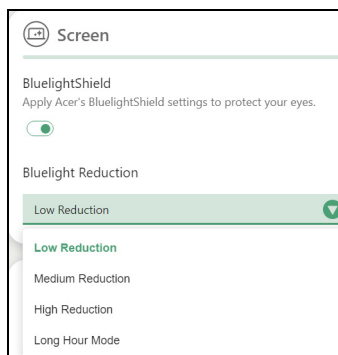 Screen
BluelightShield
Apply Acer's BluelightShield settings to protect your eyes.
Bluelight Reduction
Low Reduction
Low Reduction
Medium Reduction
High Reduction
Long Hour Mode